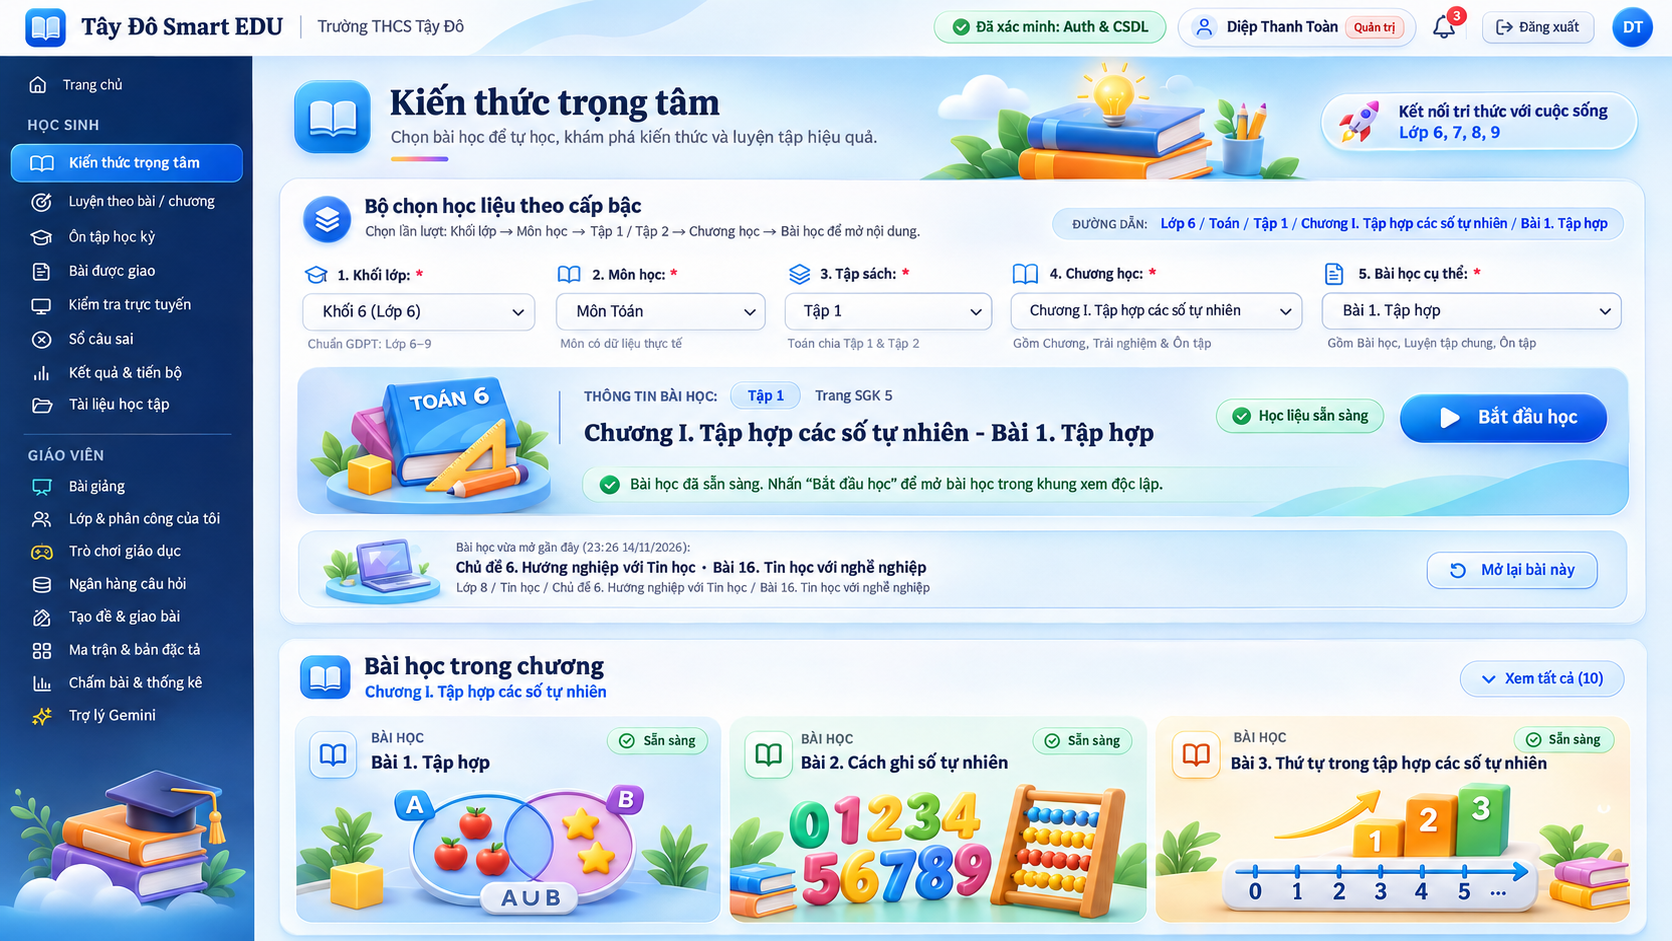 Tây Đô Smart EDU
Trường THCS Tây Đô
Đã xác minh: Auth & CSDL
Diệp Thanh Toàn
Quản trị
3
Đăng xuất
DT
Trang chủ
HỌC SINH
Kiến thức trọng tâm
Luyện theo bài / chương
Ôn tập học kỳ
Bài được giao
Kiểm tra trực tuyến
Sổ câu sai
Kết quả & tiến bộ
Tài liệu học tập
GIÁO VIÊN
Bài giảng
Lớp & phân công của tôi
Trò chơi giáo dục
Ngân hàng câu hỏi
Tạo đề & giao bài
Ma trận & bản đặc tả
Chấm bài & thống kê
Trợ lý Gemini
Kiến thức trọng tâm
Chọn bài học để tự học, khám phá kiến thức và luyện tập hiệu quả.
Kết nối tri thức với cuộc sống
Lớp 6, 7, 8, 9
Bộ chọn học liệu theo cấp bậc
Chọn lần lượt: Khối lớp → Môn học → Tập 1 / Tập 2 → Chương học → Bài học để mở nội dung.
ĐƯỜNG DẪN: Lớp 6 / Toán / Tập 1 / Chương I. Tập hợp các số tự nhiên / Bài 1. Tập hợp
1. Khối lớp: *
Khối 6 (Lớp 6)
Chuẩn GDPT: Lớp 6–9
2. Môn học: *
Môn Toán
Môn có dữ liệu thực tế
3. Tập sách: *
Tập 1
Toán chia Tập 1 & Tập 2
4. Chương học: *
Chương I. Tập hợp các số tự nhiên
Gồm Chương, Trải nghiệm & Ôn tập
5. Bài học cụ thể: *
Bài 1. Tập hợp
Gồm Bài học, Luyện tập chung, Ôn tập
TOÁN 6
THÔNG TIN BÀI HỌC: Tập 1 Trang SGK 5
Chương I. Tập hợp các số tự nhiên - Bài 1. Tập hợp
Học liệu sẵn sàng
Bắt đầu học
Bài học đã sẵn sàng. Nhấn “Bắt đầu học” để mở bài học trong khung xem độc lập.
Bài học vừa mở gần đây (23:26 14/11/2026):
Chủ đề 6. Hướng nghiệp với Tin học • Bài 16. Tin học với nghề nghiệp
Lớp 8 / Tin học / Chủ đề 6. Hướng nghiệp với Tin học / Bài 16. Tin học với nghề nghiệp
Mở lại bài này
Bài học trong chương
Chương I. Tập hợp các số tự nhiên
Xem tất cả (10)
BÀI HỌC
Bài 1. Tập hợp
Sẵn sàng
A
B
A U B
BÀI HỌC
Bài 2. Cách ghi số tự nhiên
Sẵn sàng
0 1 2 3 4
5 6 7 8 9
BÀI HỌC
Bài 3. Thứ tự trong tập hợp các số tự nhiên
Sẵn sàng
1 2 3
0 1 2 3 4 5 ...